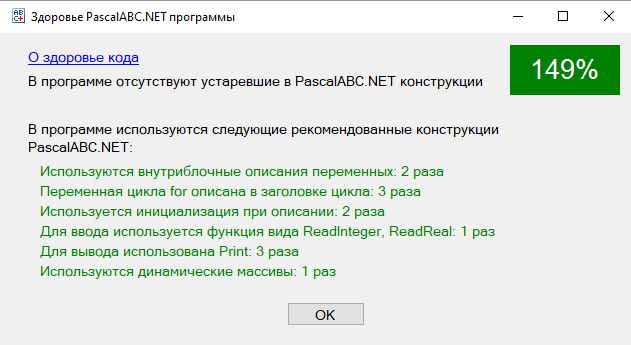 Здоровье PascalABC.NET программы
О здоровье кода
149%
В программе отсутствуют устаревшие в PascalABC.NET конструкции
В программе используются следующие рекомендованные конструкции
PascalABC.NET:
Используются внутриблочные описания переменных: 2 раза
Переменная цикла for описана в заголовке цикла: 3 раза
Используется инициализация при описании: 2 раза
Для ввода используется функция вида ReadInteger, ReadReal: 1 раз
Для вывода использована Print: 3 раза
Используются динамические массивы: 1 раз
OK